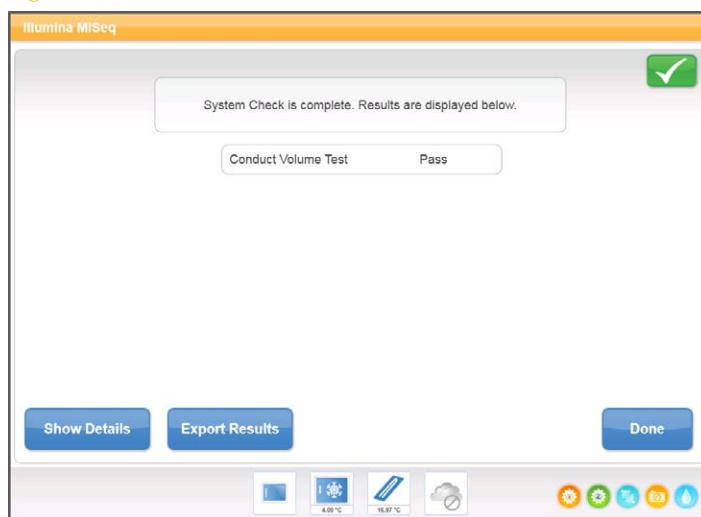 Illumina MiSeq
System Check is complete. Results are displayed below.
Conduct Volume Test Pass
Show Details Export Results Done
4.00 °C 16.97 °C